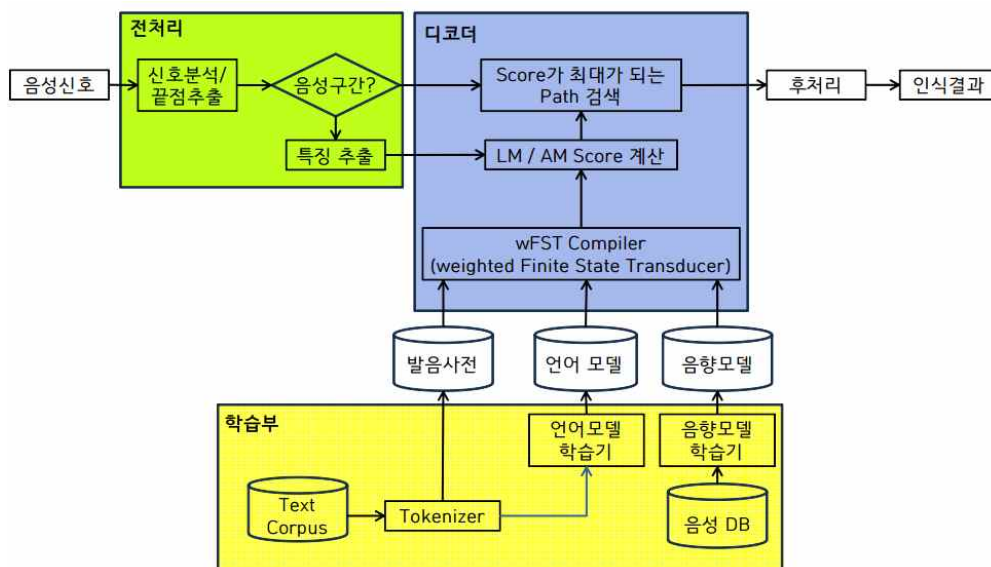 전처리
디코더
음성신호
신호분석/
끝점추출
음성구간?
Score가 최대가 되는
Path 검색
후처리
인식결과
특징 추출
LM / AM Score 계산
wFST Compiler
(weighted Finite State Transducer)
발음사전
언어 모델
음향모델
학습부
언어모델
학습기
음향모델
학습기
Text
Corpus
Tokenizer
음성 DB